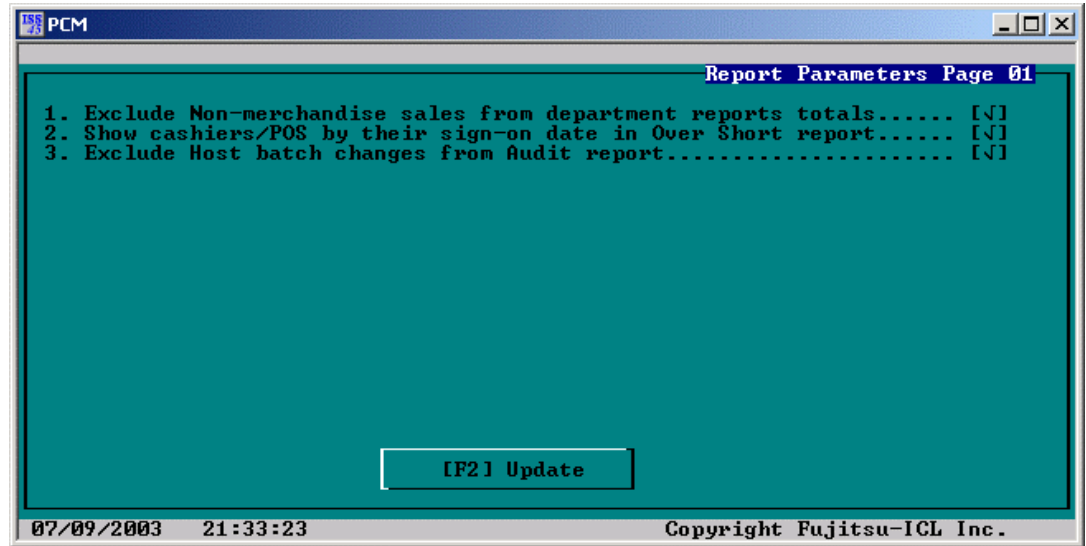 ISS 45 PCM
Report Parameters Page 01
1. Exclude Non-merchandise sales from department reports totals...... [√]
2. Show cashiers/POS by their sign-on date in Over Short report...... [√]
3. Exclude Host batch changes from Audit report...................... [√]
[F2] Update
07/09/2003 21:33:23 Copyright Fujitsu-ICL Inc.